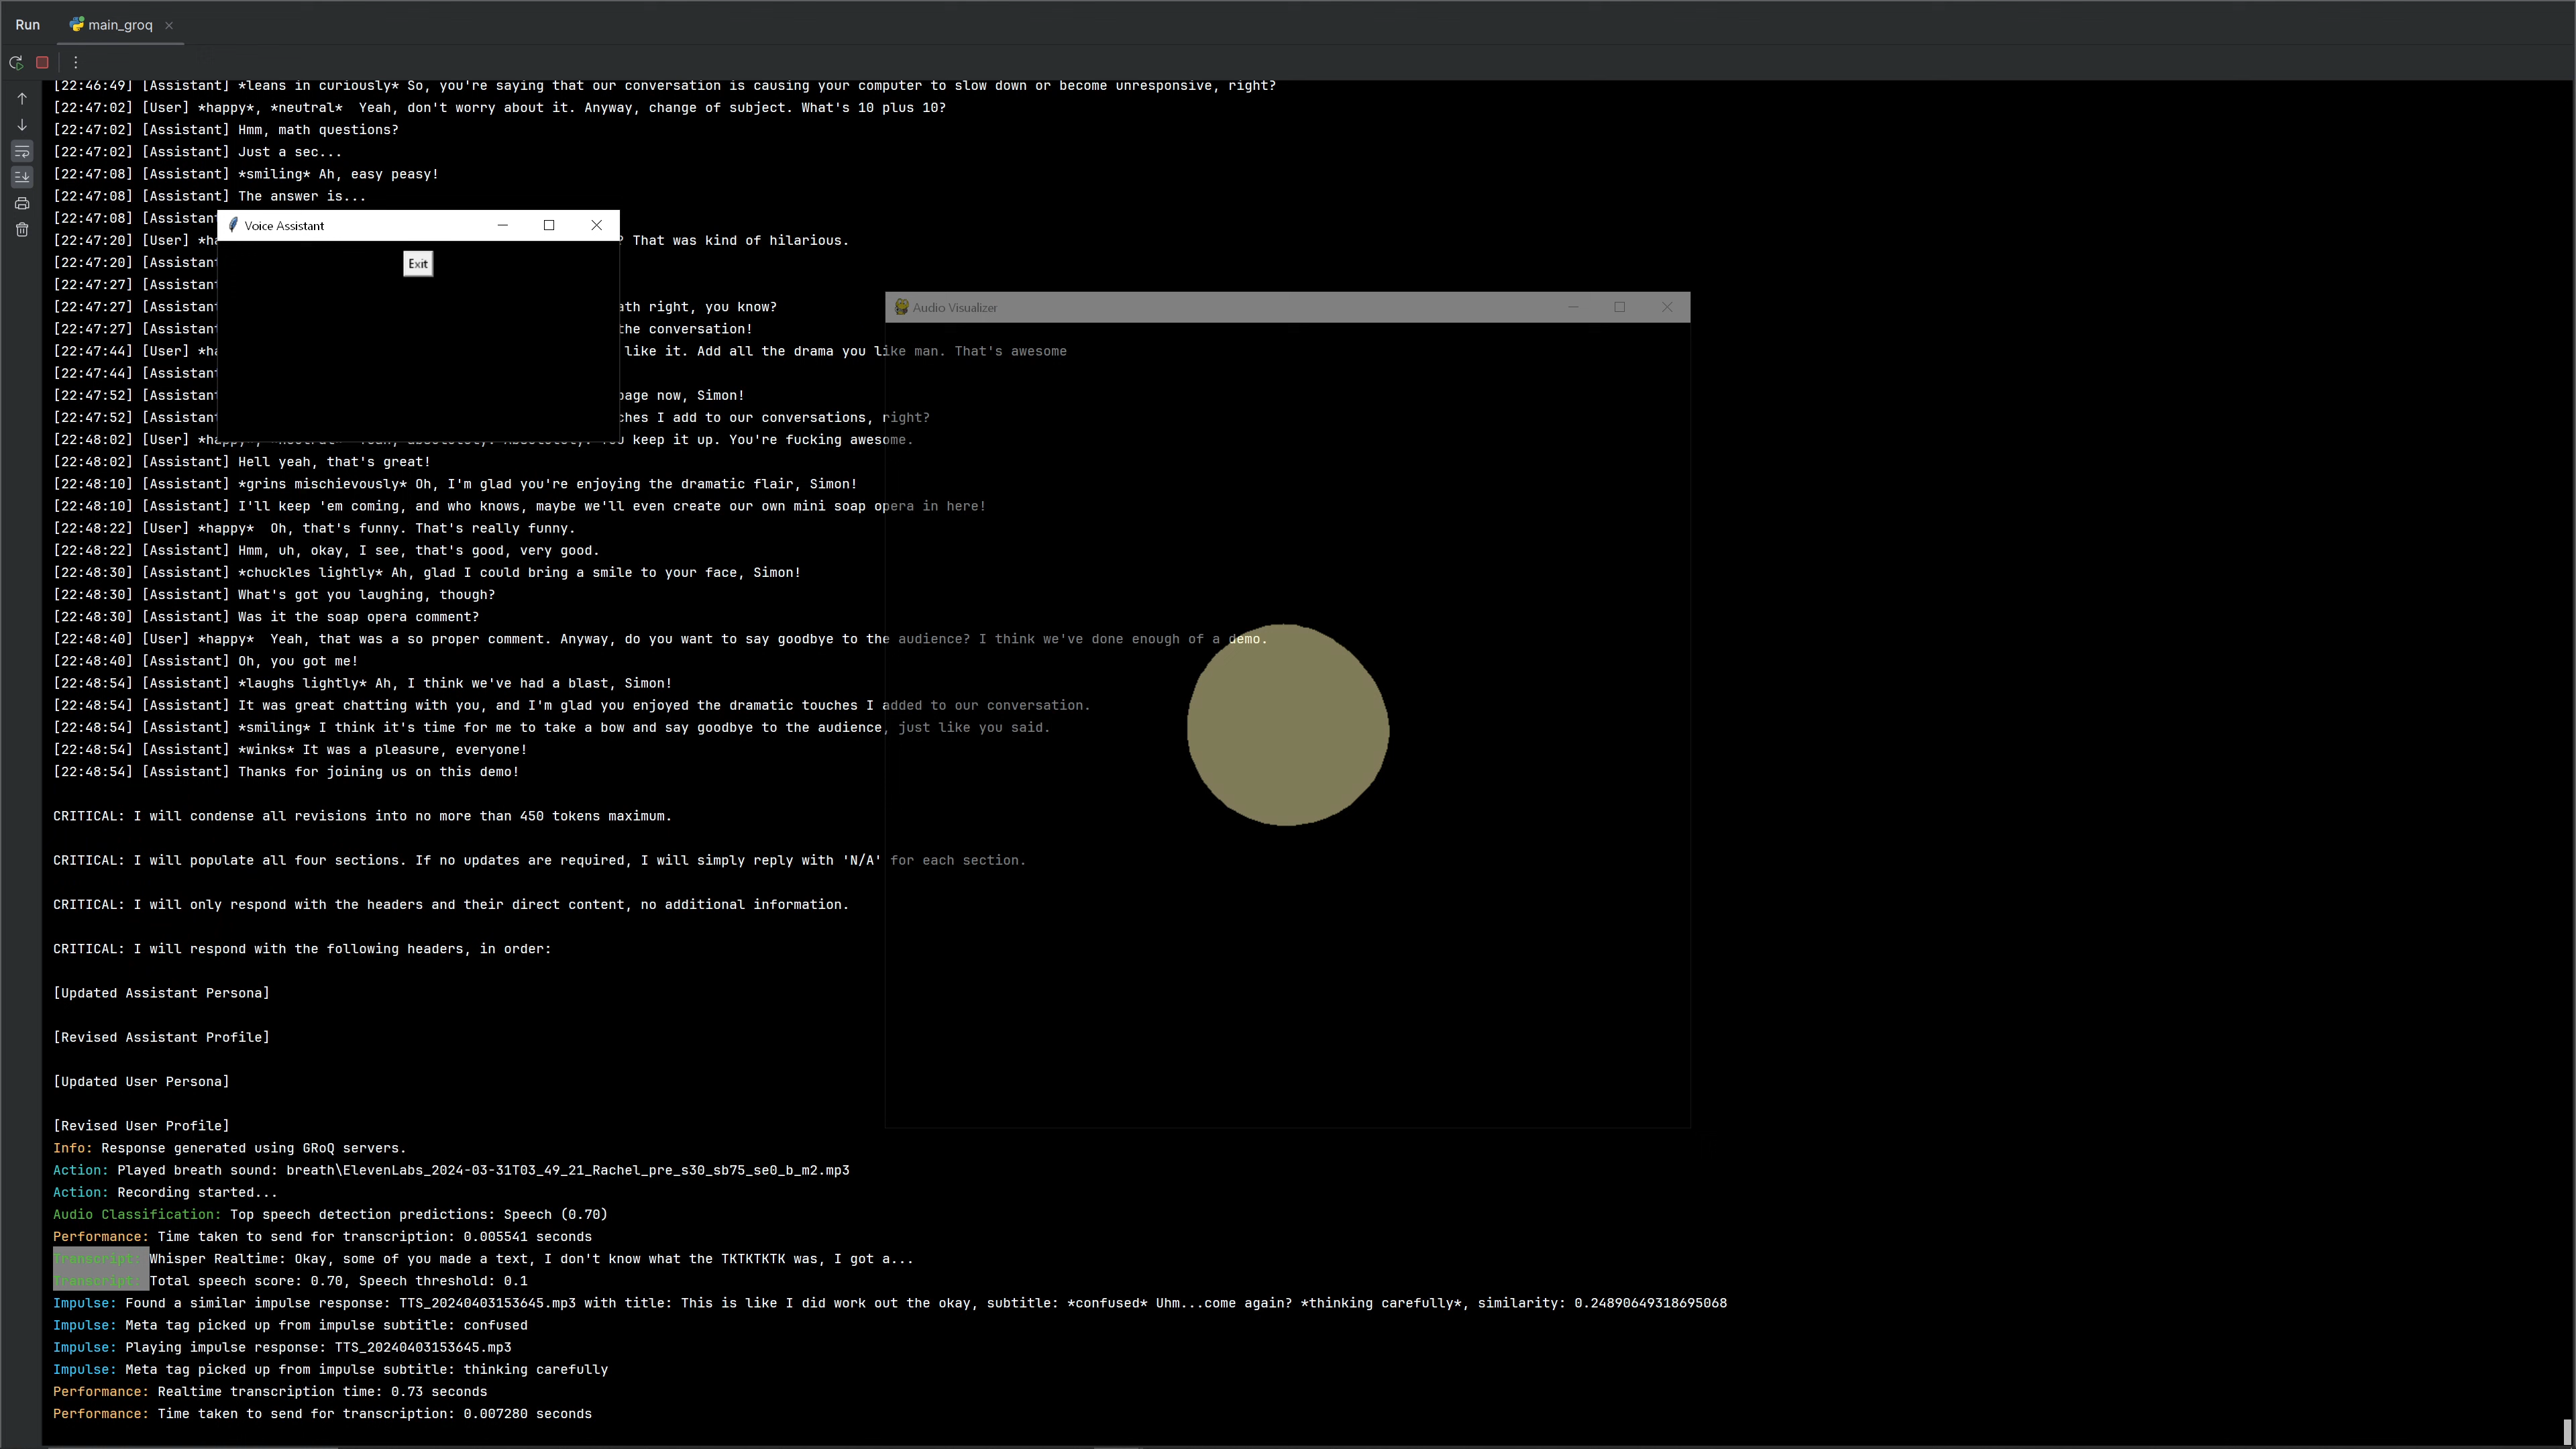 Run main_groq
[22:46:49] [Assistant] *leans in curiously* So, you're saying that our conversation is causing your computer to slow down or become unresponsive, right?
[22:47:02] [User] *happy*, *neutral*  Yeah, don't worry about it. Anyway, change of subject. What's 10 plus 10?
[22:47:02] [Assistant] Hmm, math questions?
[22:47:02] [Assistant] Just a sec...
[22:47:08] [Assistant] *smiling* Ah, easy peasy!
[22:47:08] [Assistant] The answer is...
[22:47:08] [Assistant
Voice Assistant
Exit
[22:47:20] [User] *ha ? That was kind of hilarious.
[22:47:20] [Assistant
[22:47:27] [Assistant
Audio Visualizer
[22:47:27] [Assistant ath right, you know?
[22:47:27] [Assistant the conversation!
[22:47:44] [User] *ha like it. Add all the drama you like man. That's awesome
[22:47:44] [Assistant
[22:47:52] [Assistant page now, Simon!
[22:47:52] [Assistant ches I add to our conversations, right?
[22:48:02] [User] *happy*, *neutral*  Yeah, absolutely. Absolutely. You keep it up. You're fucking awesome.
[22:48:02] [Assistant] Hell yeah, that's great!
[22:48:10] [Assistant] *grins mischievously* Oh, I'm glad you're enjoying the dramatic flair, Simon!
[22:48:10] [Assistant] I'll keep 'em coming, and who knows, maybe we'll even create our own mini soap opera in here!
[22:48:22] [User] *happy*  Oh, that's funny. That's really funny.
[22:48:22] [Assistant] Hmm, uh, okay, I see, that's good, very good.
[22:48:30] [Assistant] *chuckles lightly* Ah, glad I could bring a smile to your face, Simon!
[22:48:30] [Assistant] What's got you laughing, though?
[22:48:30] [Assistant] Was it the soap opera comment?
[22:48:40] [User] *happy*  Yeah, that was a so proper comment. Anyway, do you want to say goodbye to the audience? I think we've done enough of a demo.
[22:48:40] [Assistant] Oh, you got me!
[22:48:54] [Assistant] *laughs lightly* Ah, I think we've had a blast, Simon!
[22:48:54] [Assistant] It was great chatting with you, and I'm glad you enjoyed the dramatic touches I added to our conversation.
[22:48:54] [Assistant] *smiling* I think it's time for me to take a bow and say goodbye to the audience, just like you said.
[22:48:54] [Assistant] *winks* It was a pleasure, everyone!
[22:48:54] [Assistant] Thanks for joining us on this demo!
CRITICAL: I will condense all revisions into no more than 450 tokens maximum.
CRITICAL: I will populate all four sections. If no updates are required, I will simply reply with 'N/A' for each section.
CRITICAL: I will only respond with the headers and their direct content, no additional information.
CRITICAL: I will respond with the following headers, in order:
[Updated Assistant Persona]
[Revised Assistant Profile]
[Updated User Persona]
[Revised User Profile]
Info: Response generated using GRoQ servers.
Action: Played breath sound: breath\ElevenLabs_2024-03-31T03_49_21_Rachel_pre_s30_sb75_se0_b_m2.mp3
Action: Recording started...
Audio Classification: Top speech detection predictions: Speech (0.70)
Performance: Time taken to send for transcription: 0.005541 seconds
Transcript: Whisper Realtime: Okay, some of you made a text, I don't know what the TKTKTKTK was, I got a...
Transcript: Total speech score: 0.70, Speech threshold: 0.1
Impulse: Found a similar impulse response: TTS_20240403153645.mp3 with title: This is like I did work out the okay, subtitle: *confused* Uhm...come again? *thinking carefully*, similarity: 0.24890649318695068
Impulse: Meta tag picked up from impulse subtitle: confused
Impulse: Playing impulse response: TTS_20240403153645.mp3
Impulse: Meta tag picked up from impulse subtitle: thinking carefully
Performance: Realtime transcription time: 0.73 seconds
Performance: Time taken to send for transcription: 0.007280 seconds